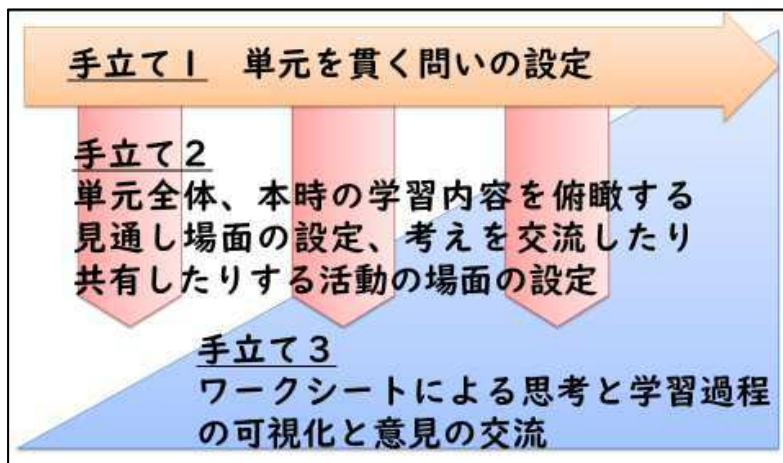 手立て１　単元を貫く問いの設定
手立て２
単元全体、本時の学習内容を俯瞰する
見通し場面の設定、考えを交流したり
共有したりする活動の場面の設定
手立て３
ワークシートによる思考と学習過程
の可視化と意見の交流